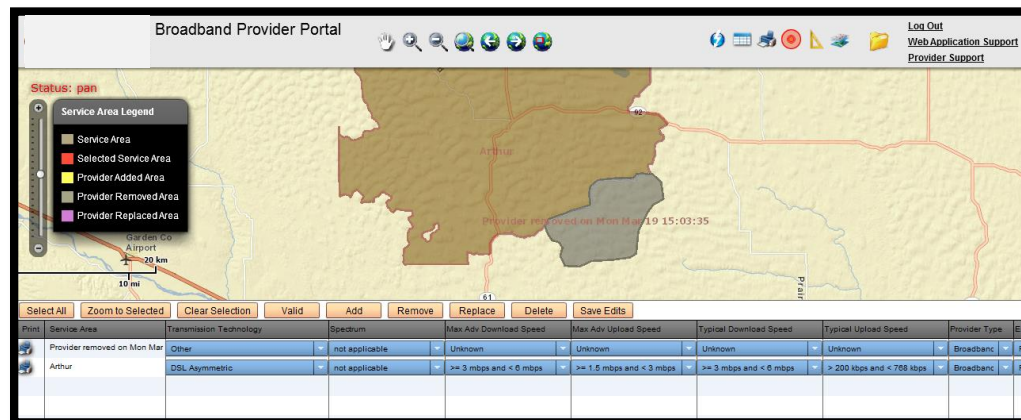 Broadband Provider Portal
Log Out
Web Application Support
Provider Support
Status: pan
Service Area Legend
Service Area
Selected Service Area
Provider Added Area
Provider Removed Area
Provider Replaced Area
92
Arthur
Provider removed on Mon Mar 19 15:03:35
Garden Co
Airport
20 km
10 mi
61
Prair
Select All Zoom to Selected Clear Selection Valid Add Remove Replace Delete Save Edits
Print Service Area Transmission Technology Spectrum Max Adv Download Speed Max Adv Upload Speed Typical Download Speed Typical Upload Speed Provider Type E
Provider removed on Mon Mar Other not applicable Unknown Unknown Unknown Unknown Broadbanc
Arthur DSL Asymmetric not applicable >= 3 mbps and < 6 mbps >= 1.5 mbps and < 3 mbps >= 3 mbps and < 6 mbps > 200 kbps and < 768 kbps Broadbanc